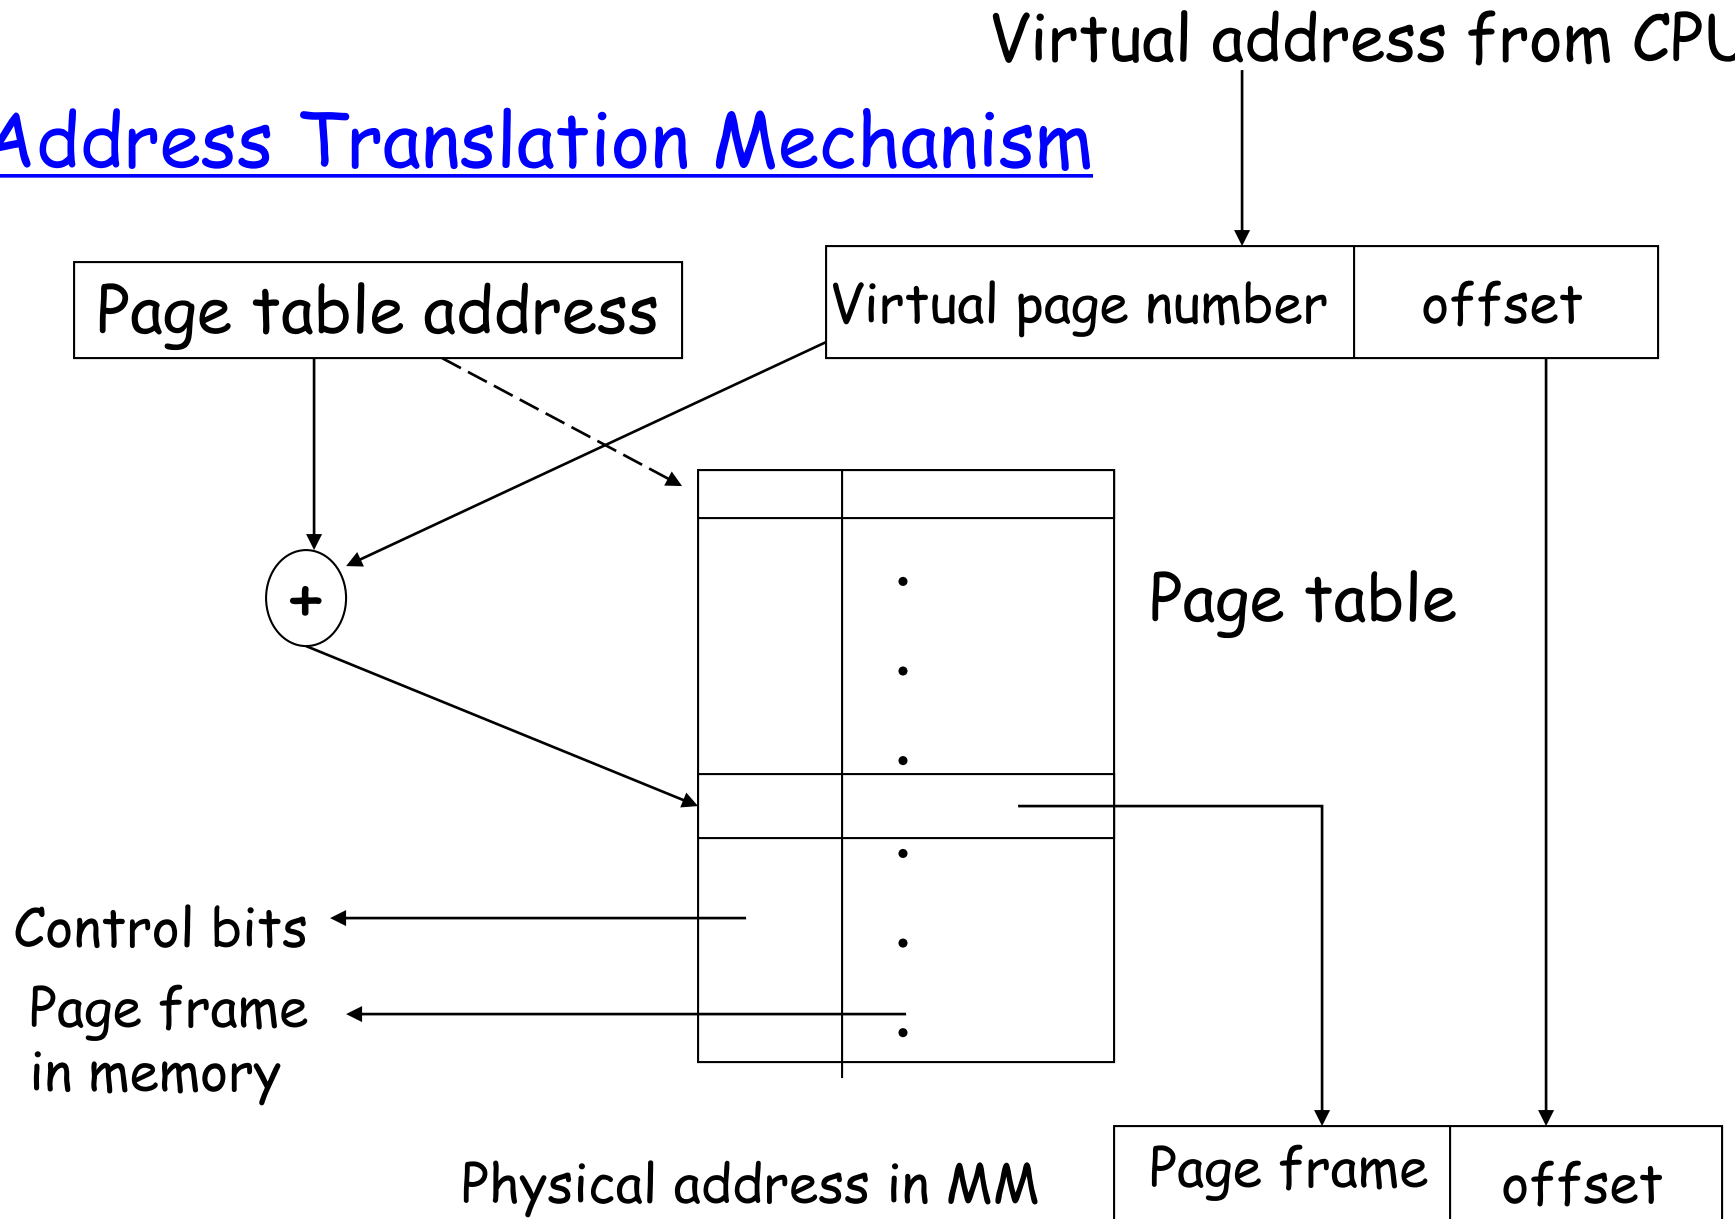 Virtual address from CPU
Address Translation Mechanism
Page table address
Virtual page number
offset
+
Page table
Control bits
Page frame
in memory
Physical address in MM
Page frame
offset